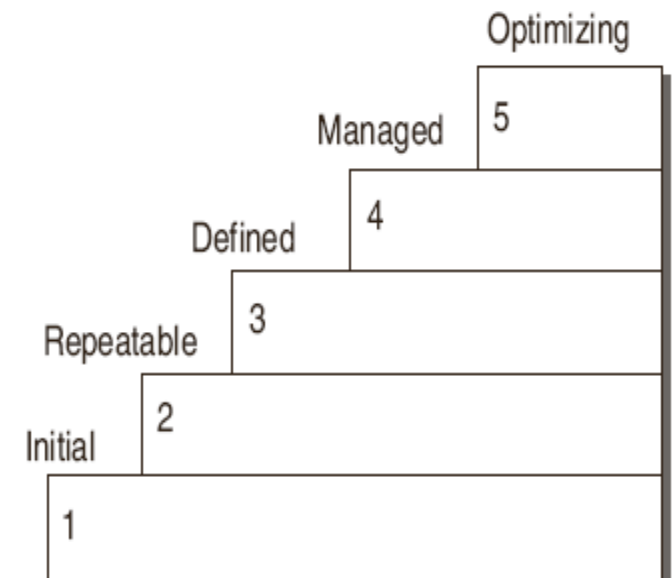 Optimizing
5
Managed
4
Defined
3
Repeatable
2
Initial
1